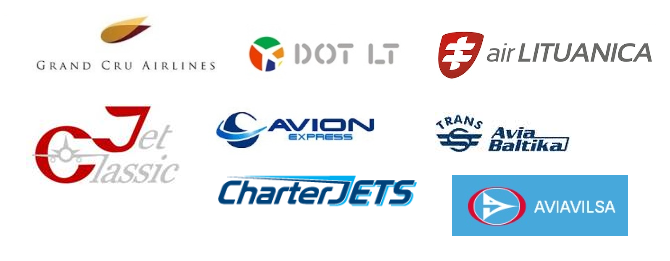 GRAND CRU AIRLINES
DOT LT
airLITUANICA
Jet
Classic
AVION
EXPRESS
TRANS
Avia
Baltika
CharterJETS
AVIAVILSA